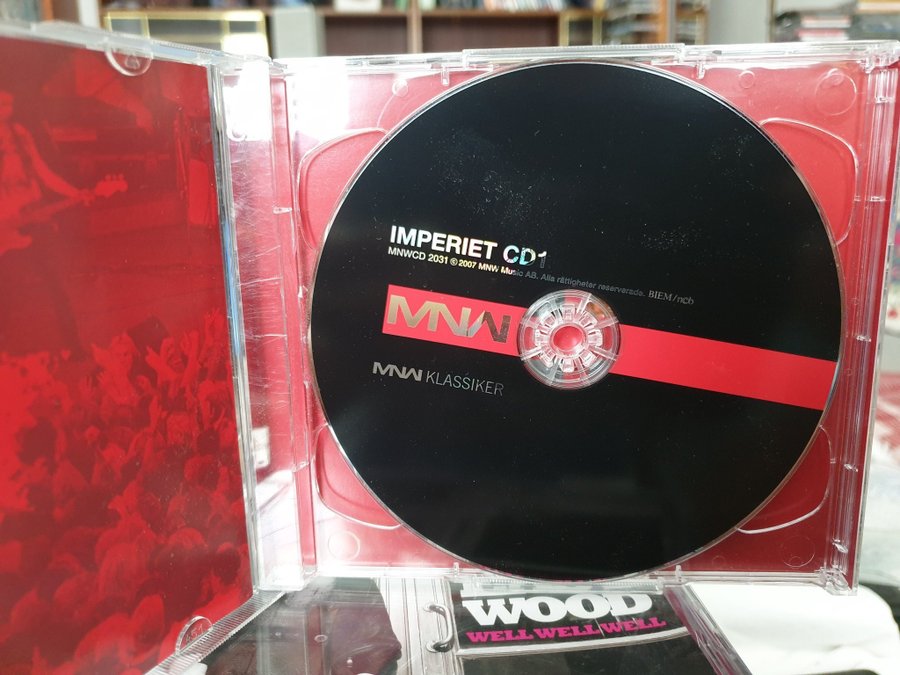 IMPERIET CD1
MNWCD 2031 ℗ 2007 MNW Music AB. Alla rättigheter reserverade. BIEM/ncb
MNW
MNW KLASSIKER
WOOD
WELL WELL WELL